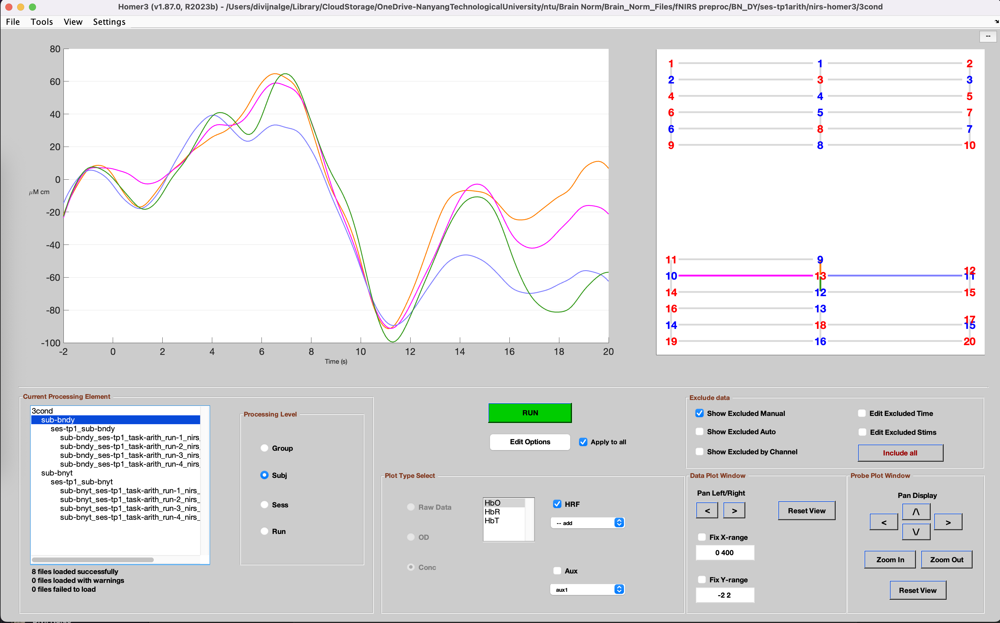 Homer3 (v1.87.0, R2023b) - /Users/divijnalge/Library/CloudStorage/OneDrive-NanyangTechnologicalUniversity/ntu/Brain Norm/Brain_Norm_Files/fNIRS preproc/BN_DY/ses-tp1arith/nirs-homer3/3cond
File Tools View Settings
--
80
60
40
20
0
-20
-40
-60
-80
-100
μM cm
-2 0 2 4 6 8 10 12 14 16 18 20
Time (s)
1 1 2
2 3 3
4 4 5
6 5 7
6 8 7
9 8 10
11 9
12
10 13 11
14 12 15
16 13
17
14 18 15
19 16 20
Current Processing Element
3cond
sub-bndy
ses-tp1_sub-bndy
sub-bndy_ses-tp1_task-arith_run-1_nirs_
sub-bndy_ses-tp1_task-arith_run-2_nirs_
sub-bndy_ses-tp1_task-arith_run-3_nirs_
sub-bndy_ses-tp1_task-arith_run-4_nirs_
sub-bnyt
ses-tp1_sub-bnyt
sub-bnyt_ses-tp1_task-arith_run-1_nirs_
sub-bnyt_ses-tp1_task-arith_run-2_nirs_
sub-bnyt_ses-tp1_task-arith_run-3_nirs_
sub-bnyt_ses-tp1_task-arith_run-4_nirs_
8 files loaded successfully
0 files loaded with warnings
0 files failed to load
Processing Level
Group
Subj
Sess
Run
RUN
Edit Options
Apply to all
Plot Type Select
Raw Data
OD
Conc
HbO
HbR
HbT
HRF
-- add
Aux
aux1
Exclude data
Show Excluded Manual
Show Excluded Auto
Show Excluded by Channel
Edit Excluded Time
Edit Excluded Stims
Include all
Data Plot Window
Pan Left/Right
< >
Reset View
Fix X-range
0 400
Fix Y-range
-2 2
Probe Plot Window
Pan Display
/\
< >
\/
Zoom In Zoom Out
Reset View